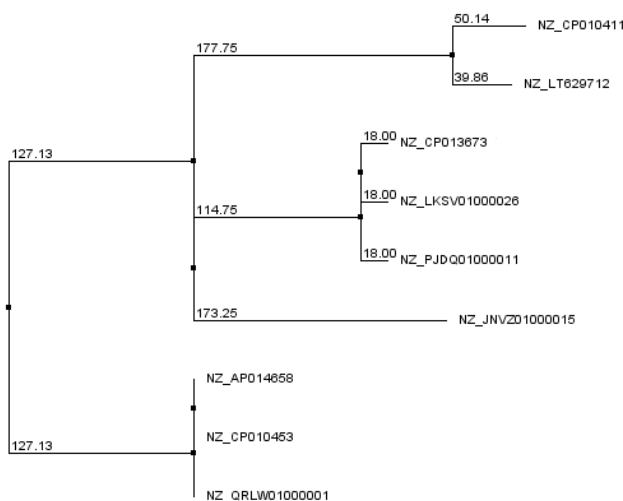 50.14
NZ_CP010411
177.75
39.86
NZ_LT629712
18.00
NZ_CP013673
127.13
18.00
NZ_LKSV01000026
114.75
18.00
NZ_PJDQ01000011
173.25
NZ_JNVZ01000015
NZ_AP014658
NZ_CP010453
127.13
NZ_QRLW01000001